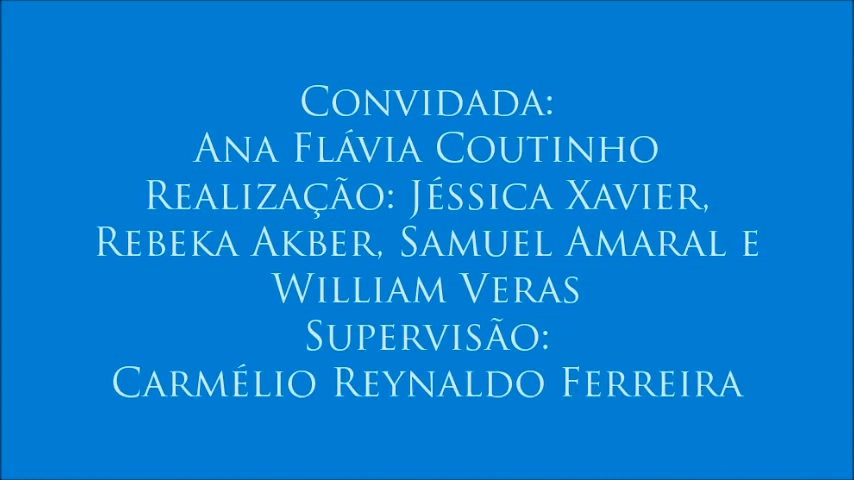 Convidada:
Ana Flávia Coutinho
Realização: Jéssica Xavier,
Rebeka Akber, Samuel Amaral e
William Veras
Supervisão:
Carmélio Reynaldo Ferreira